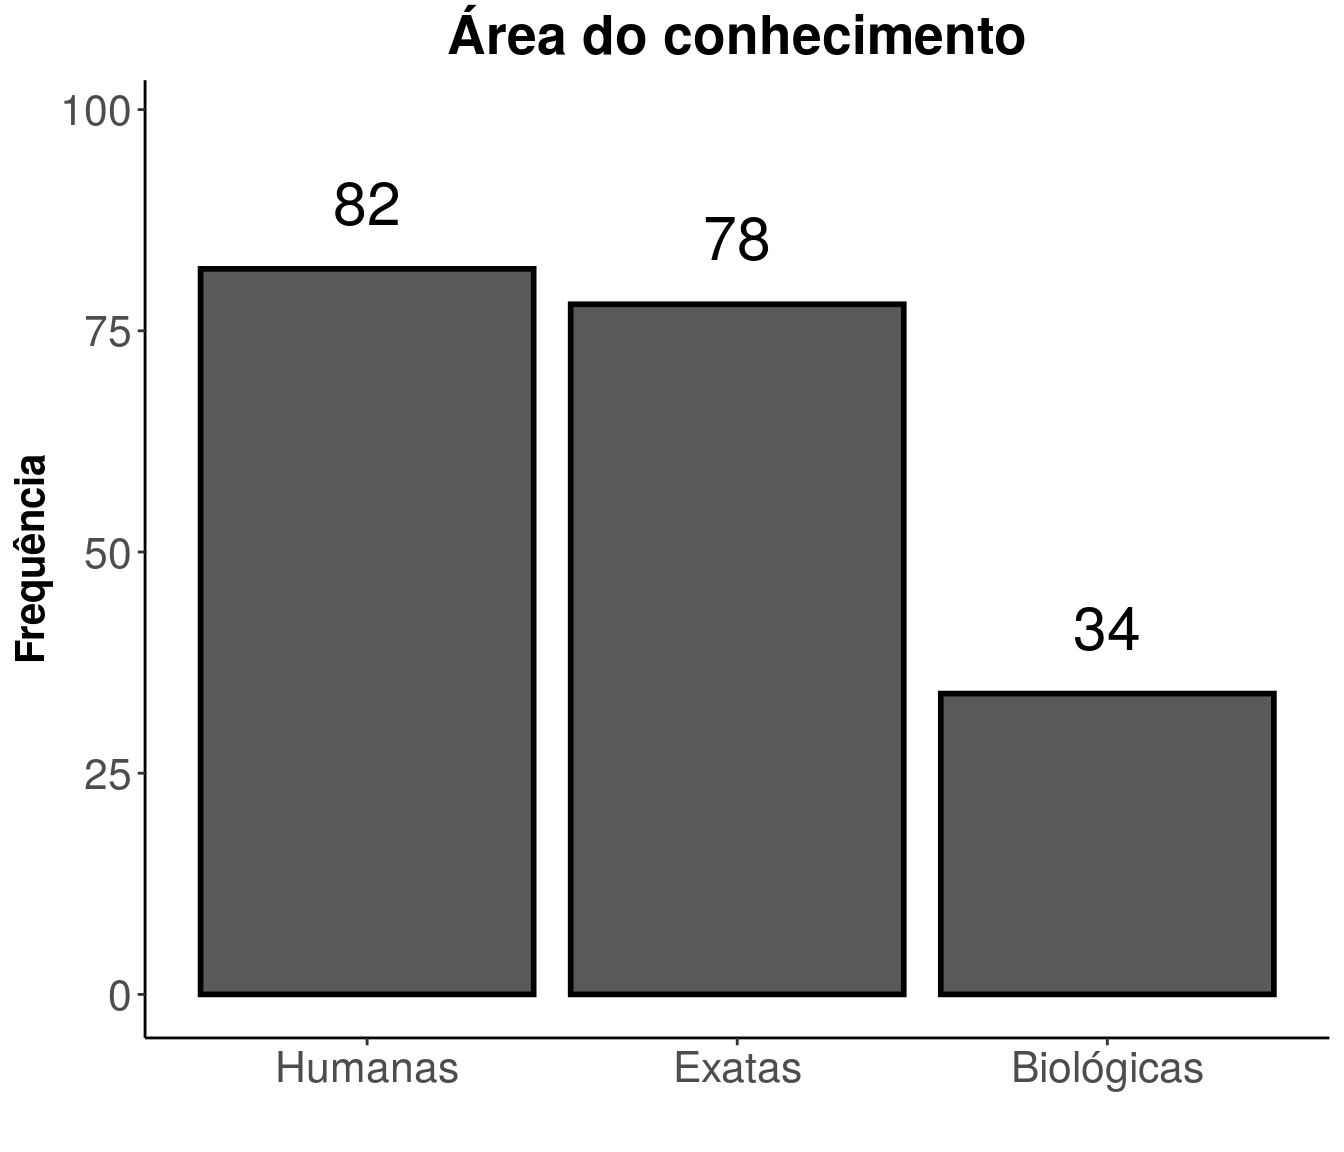 Área do conhecimento
Frequência
100
75
50
25
0
82
78
34
Humanas
Exatas
Biológicas